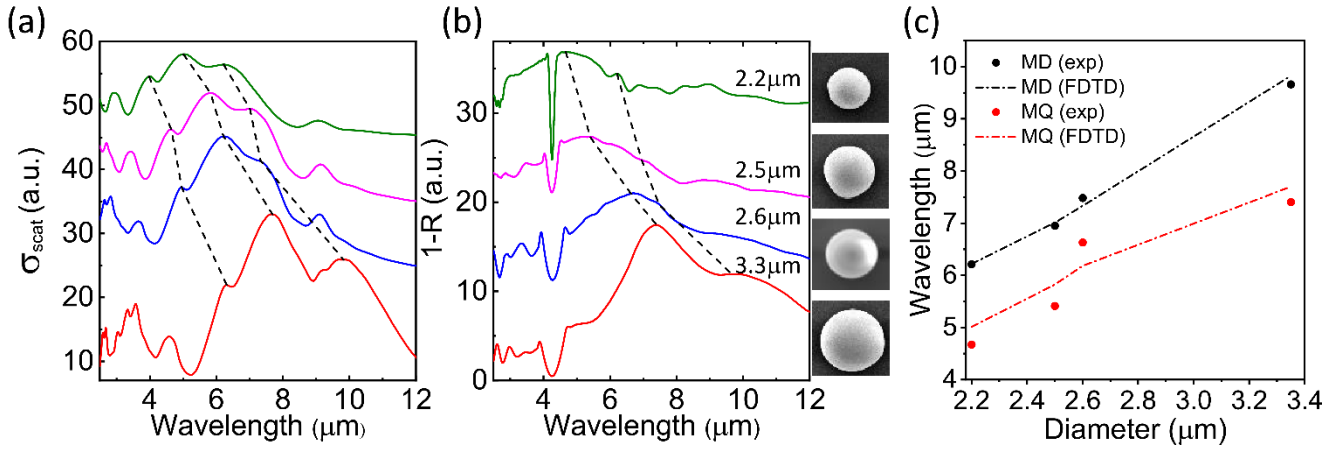 (a)
60
50
40
30
20
10
σscat (a.u.)
4 6 8 10 12
Wavelength (μm)
(b)
30
20
10
0
1-R (a.u.)
2.2μm
2.5μm
2.6μm
3.3μm
4 6 8 10 12
Wavelength (μm)
(c)
MD (exp)
MD (FDTD)
MQ (exp)
MQ (FDTD)
10
9
8
7
6
5
4
Wavelength (μm)
2.2 2.4 2.6 2.8 3.0 3.2 3.4
Diameter (μm)